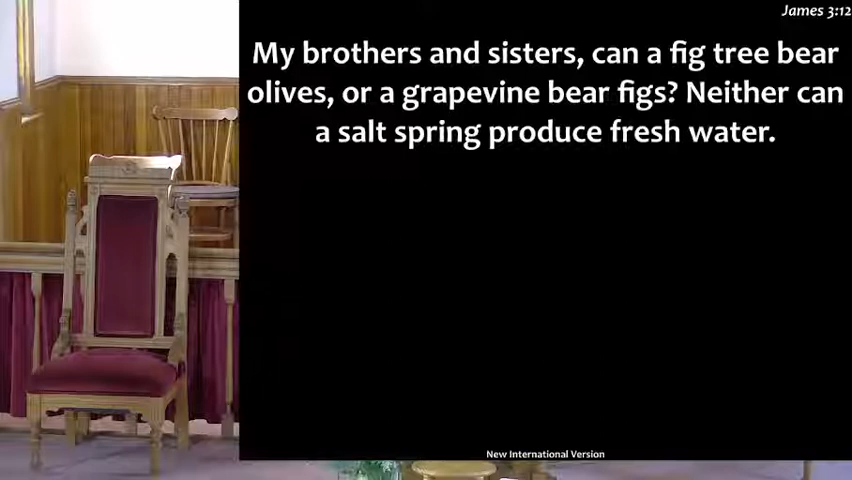 James 3:12
My brothers and sisters, can a fig tree bear
olives, or a grapevine bear figs? Neither can
a salt spring produce fresh water.
New International Version